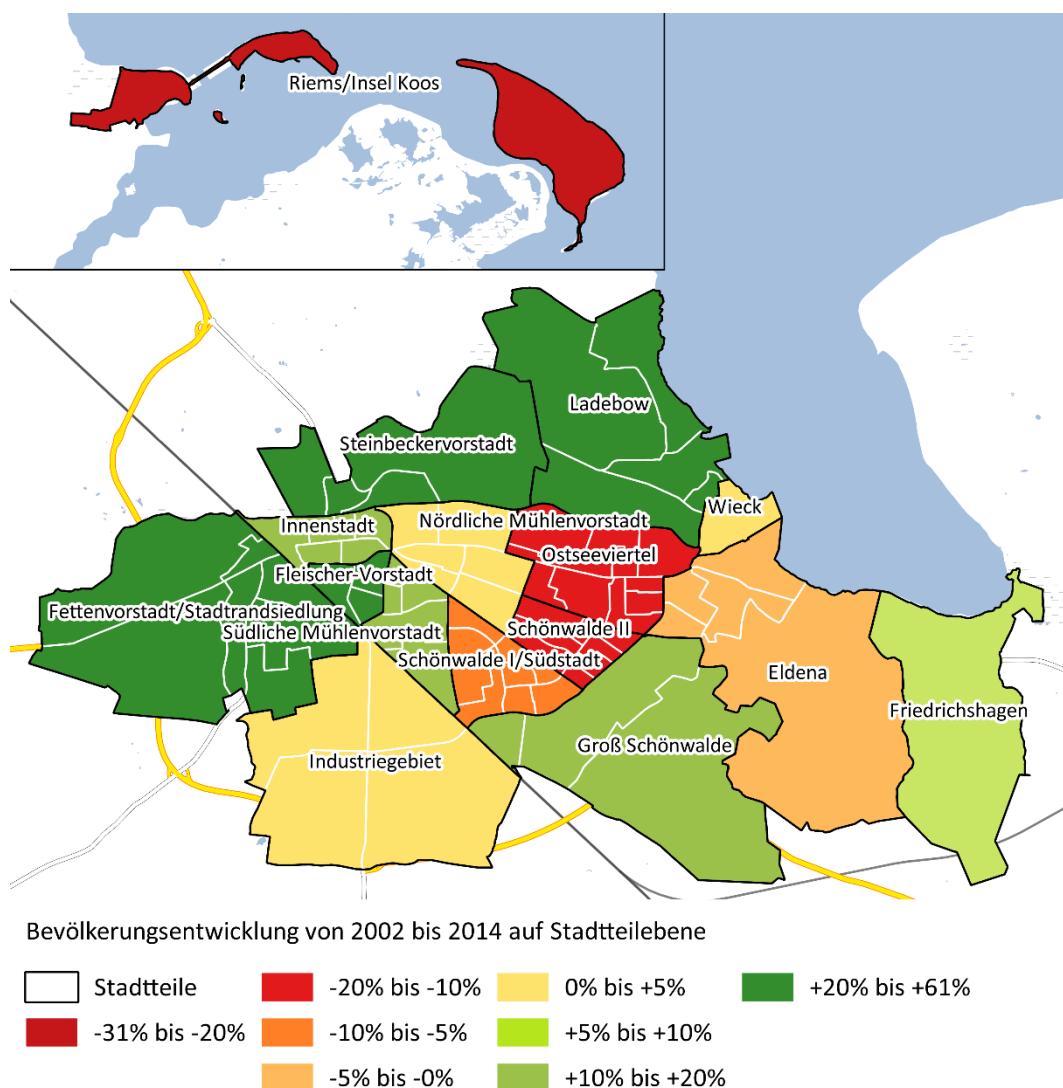 Riems/Insel Koos
Ladebow
Steinbeckervorstadt
Wieck
Innenstadt
Nördliche Mühlenvorstadt
Ostseeviertel
Fleischer-Vorstadt
Fettenvorstadt/Stadtrandsiedlung
Südliche Mühlenvorstadt
Schönwalde II
Schönwalde I/Südstadt
Eldena
Friedrichshagen
Groß Schönwalde
Industriegebiet
Bevölkerungsentwicklung von 2002 bis 2014 auf Stadtteilebene
Stadtteile
-31% bis -20%
-20% bis -10%
-10% bis -5%
-5% bis -0%
0% bis +5%
+5% bis +10%
+10% bis +20%
+20% bis +61%